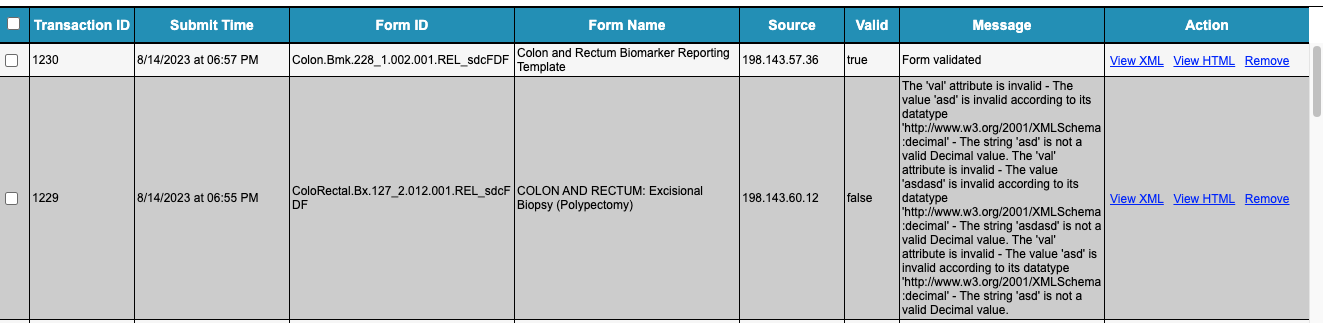 Transaction ID Submit Time Form ID Form Name Source Valid Message Action
1230 8/14/2023 at 06:57 PM Colon.Bmk.228_1.002.001.REL_sdcFDF Colon and Rectum Biomarker Reporting
Template 198.143.57.36 true Form validated View XML View HTML Remove
1229 8/14/2023 at 06:55 PM ColoRectal.Bx.127_2.012.001.REL_sdcF
DF
COLON AND RECTUM: Excisional
Biopsy (Polypectomy)
198.143.60.12 false
The 'val' attribute is invalid - The
value 'asd' is invalid according to its
datatype
'http://www.w3.org/2001/XMLSchema
:decimal' - The string 'asd' is not a
valid Decimal value. The 'val'
attribute is invalid - The value
'asdasd' is invalid according to its
datatype
'http://www.w3.org/2001/XMLSchema
:decimal' - The string 'asdasd' is not a
valid Decimal value. The 'val'
attribute is invalid - The value 'asd' is
invalid according to its datatype
'http://www.w3.org/2001/XMLSchema
:decimal' - The string 'asd' is not a
valid Decimal value.
View XML View HTML Remove